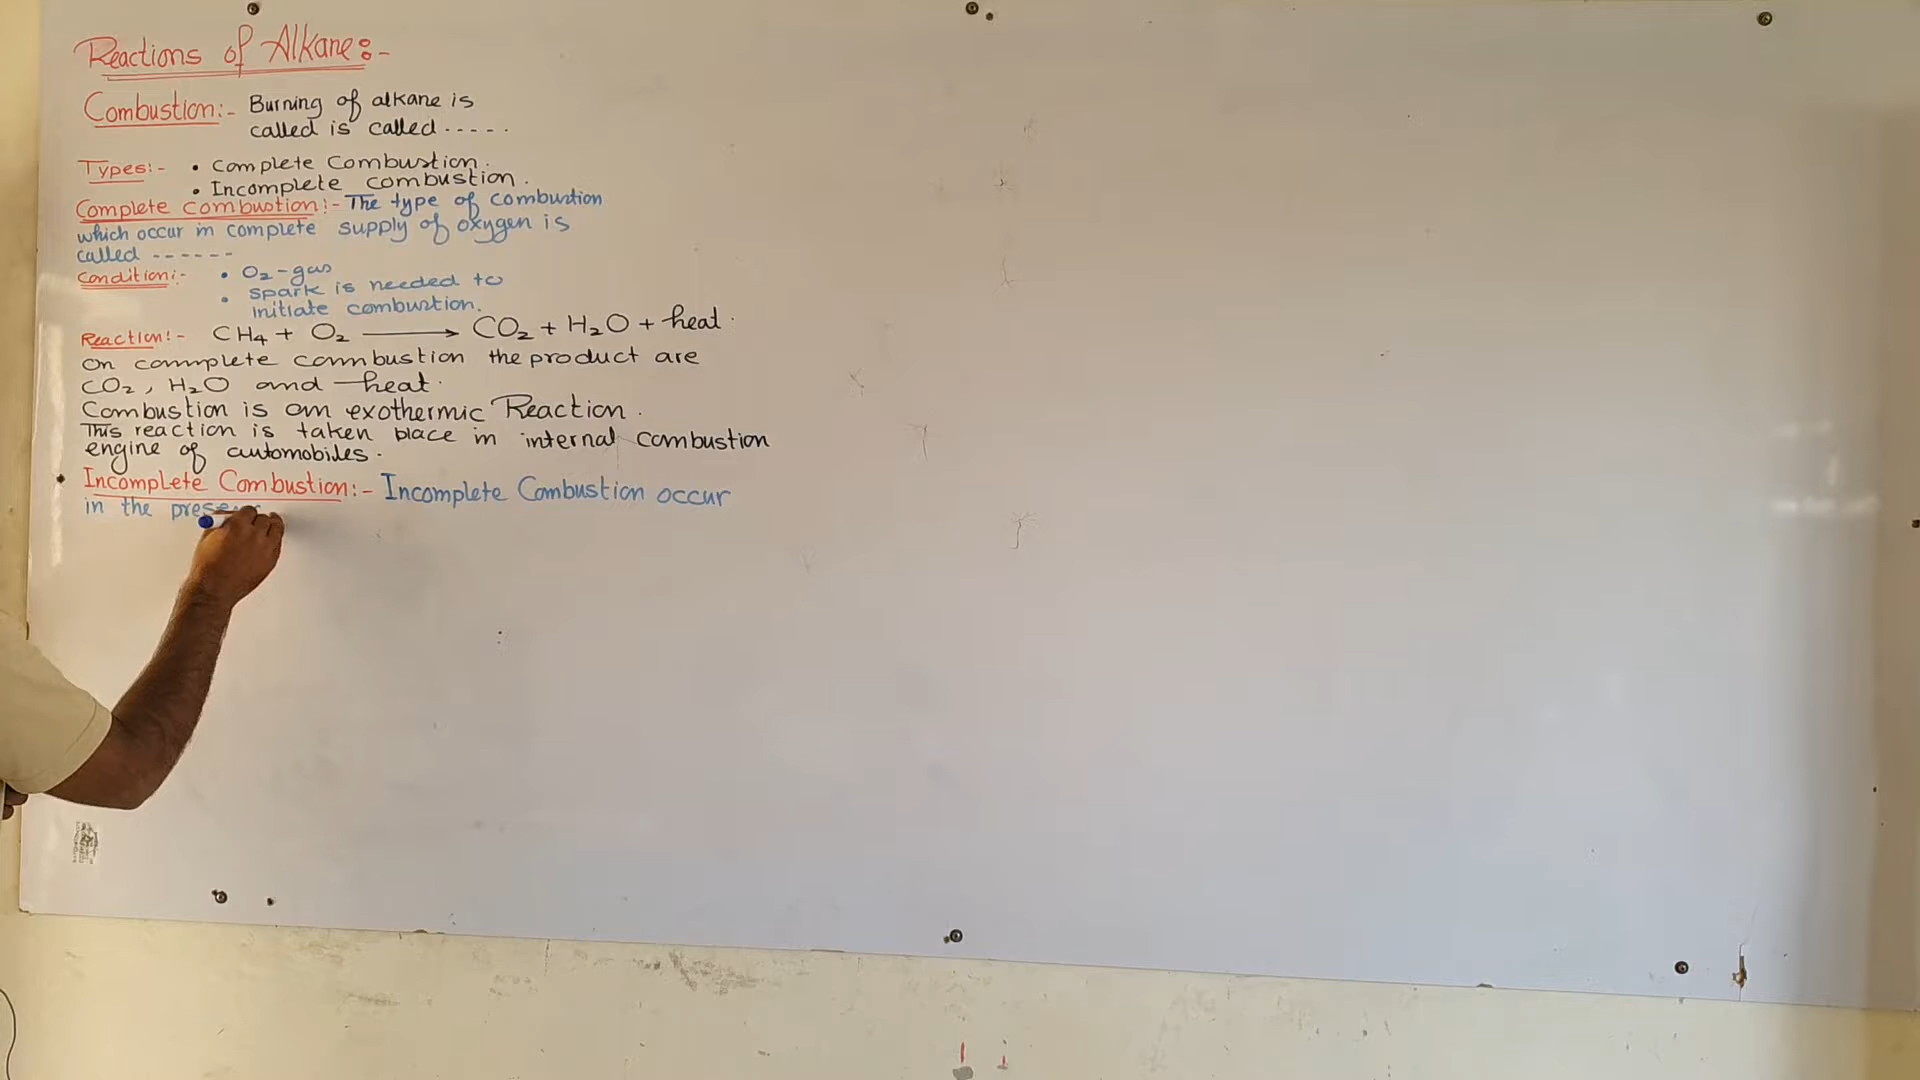 Reactions of Alkane:-
Combustion:- Burning of alkane is
called is called -----
Types:- • Complete Combustion.
• Incomplete combustion.
Complete combustion:- The type of combustion
which occur in complete supply of oxygen is
called ------
Condition:- • O₂-gas
• spark is needed to
initiate combustion.
Reaction:- CH₄ + O₂ ⟶ CO₂ + H₂O + heat.
On complete combustion the product are
CO₂, H₂O and heat.
Combustion is an exothermic Reaction.
This reaction is taken place in internal combustion
engine of automobiles.
• Incomplete Combustion:- Incomplete Combustion occur
in the